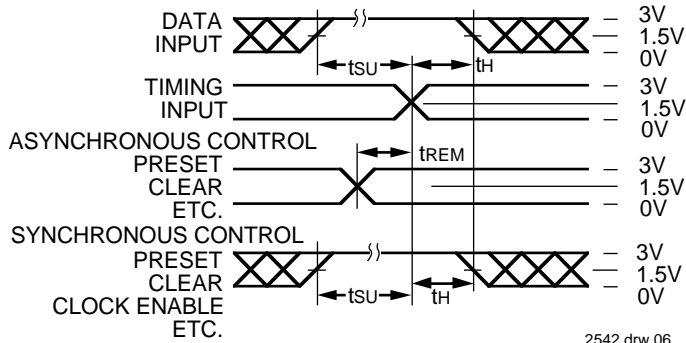 DATA
INPUT
3V
1.5V
0V
tSU
tH
TIMING
INPUT
3V
1.5V
0V
ASYNCHRONOUS CONTROL
PRESET
CLEAR
ETC.
tREM
3V
1.5V
0V
SYNCHRONOUS CONTROL
PRESET
CLEAR
CLOCK ENABLE
ETC.
tSU
tH
3V
1.5V
0V
2542 drw 06